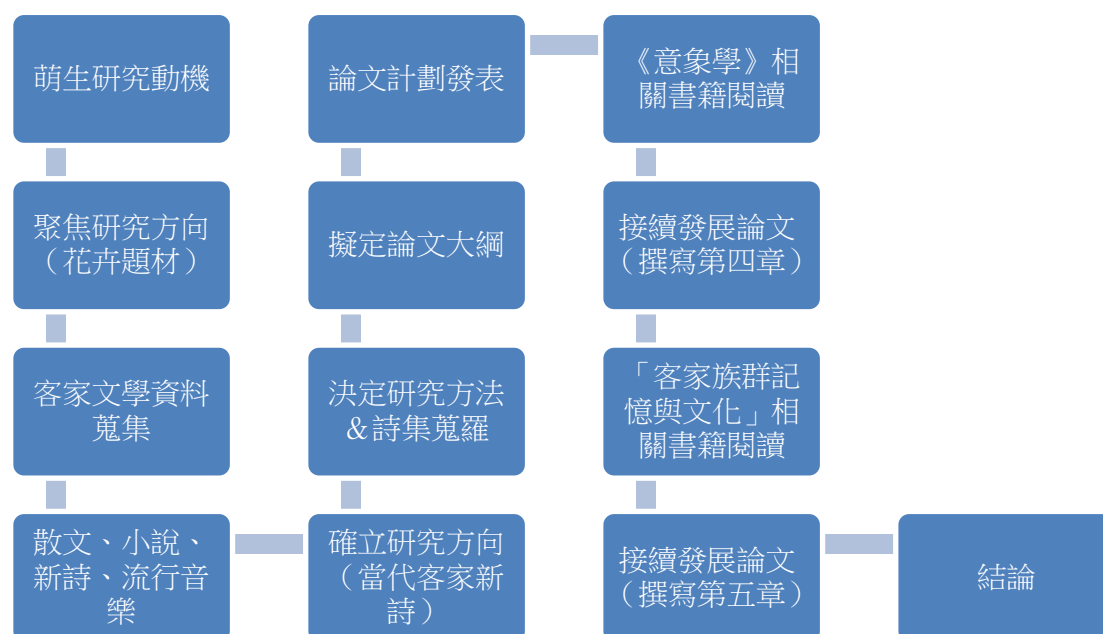 萌生研究動機
聚焦研究方向
（花卉題材）
客家文學資料
蒐集
散文、小說、
新詩、流行音
樂
確立研究方向
（當代客家新
詩）
決定研究方法
&詩集蒐羅
擬定論文大綱
論文計劃發表
《意象學》相
關書籍閱讀
接續發展論文
（撰寫第四章）
「客家族群記
憶與文化」相
關書籍閱讀
接續發展論文
（撰寫第五章）
結論